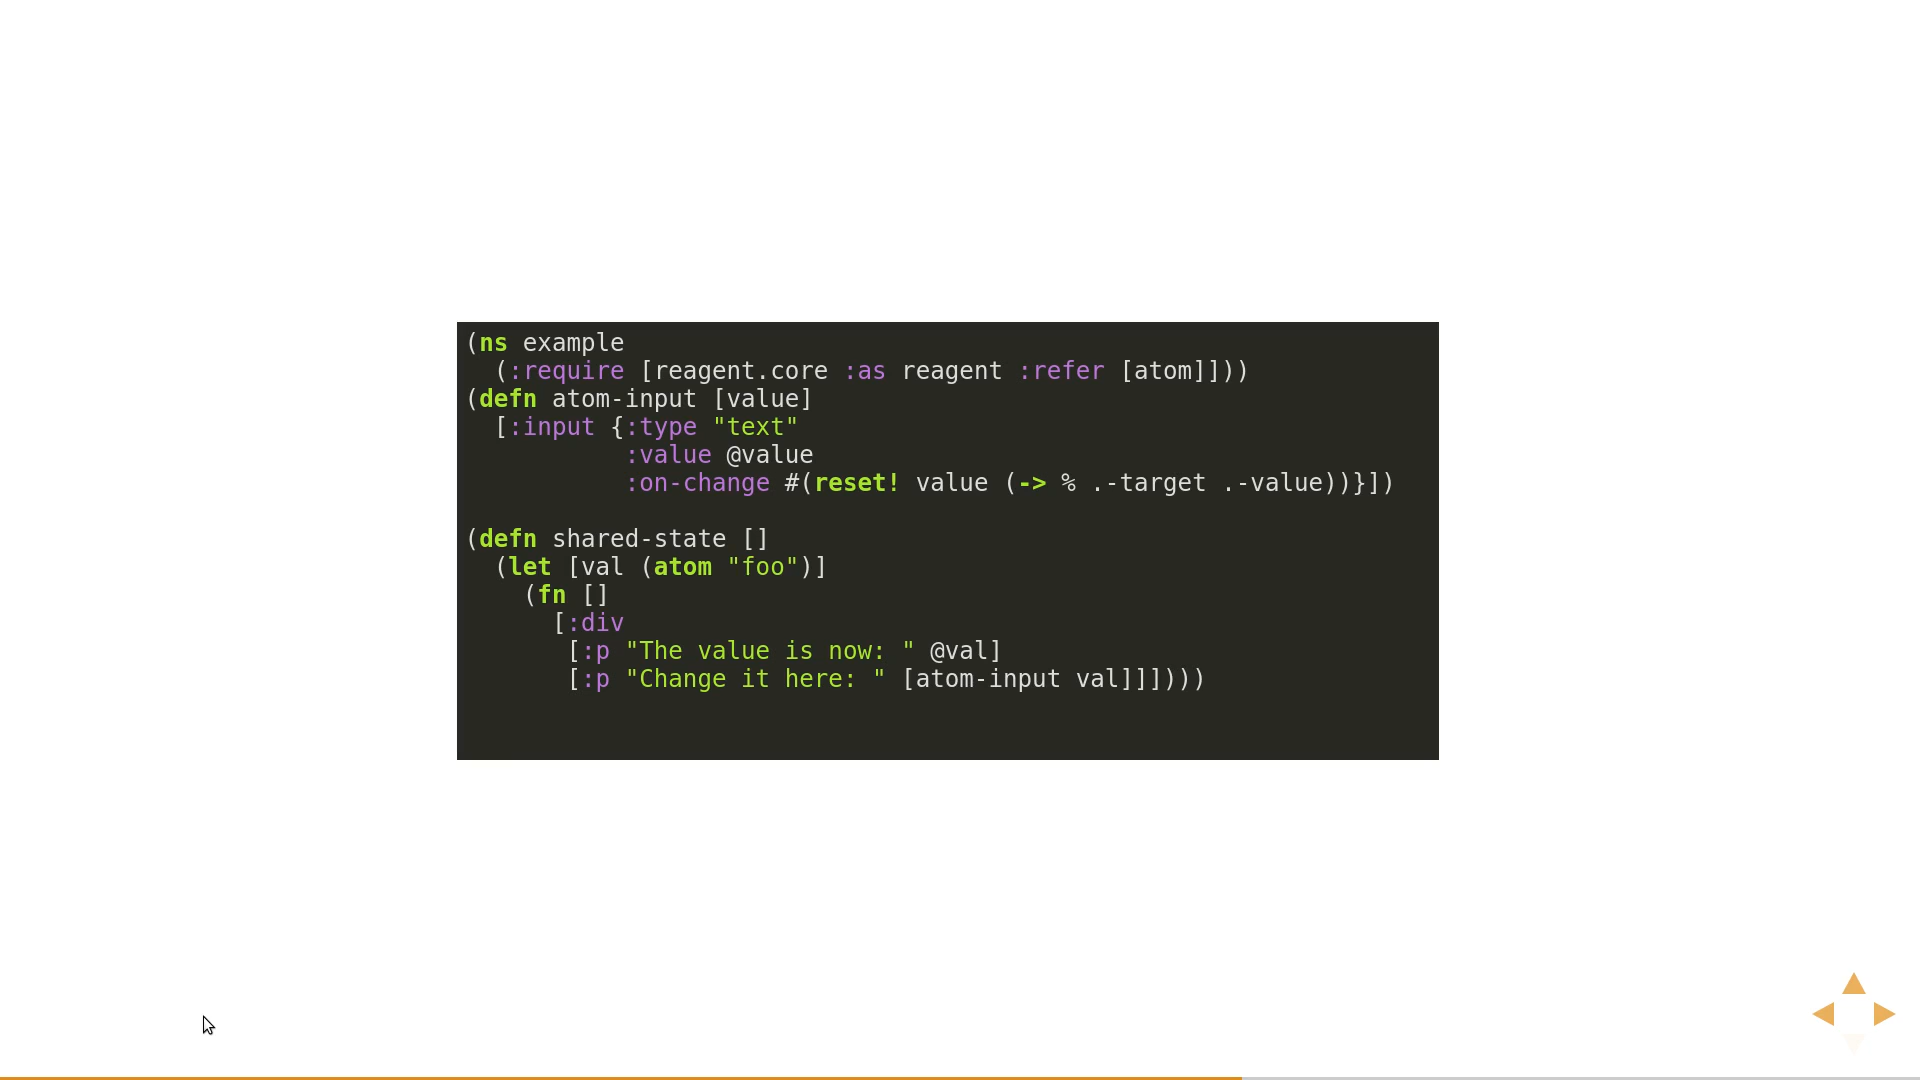 (ns example
  (:require [reagent.core :as reagent :refer [atom]]))
(defn atom-input [value]
  [:input {:type "text"
           :value @value
           :on-change #(reset! value (-> % .-target .-value))}])

(defn shared-state []
  (let [val (atom "foo")]
    (fn []
      [:div
       [:p "The value is now: " @val]
       [:p "Change it here: " [atom-input val]]])))